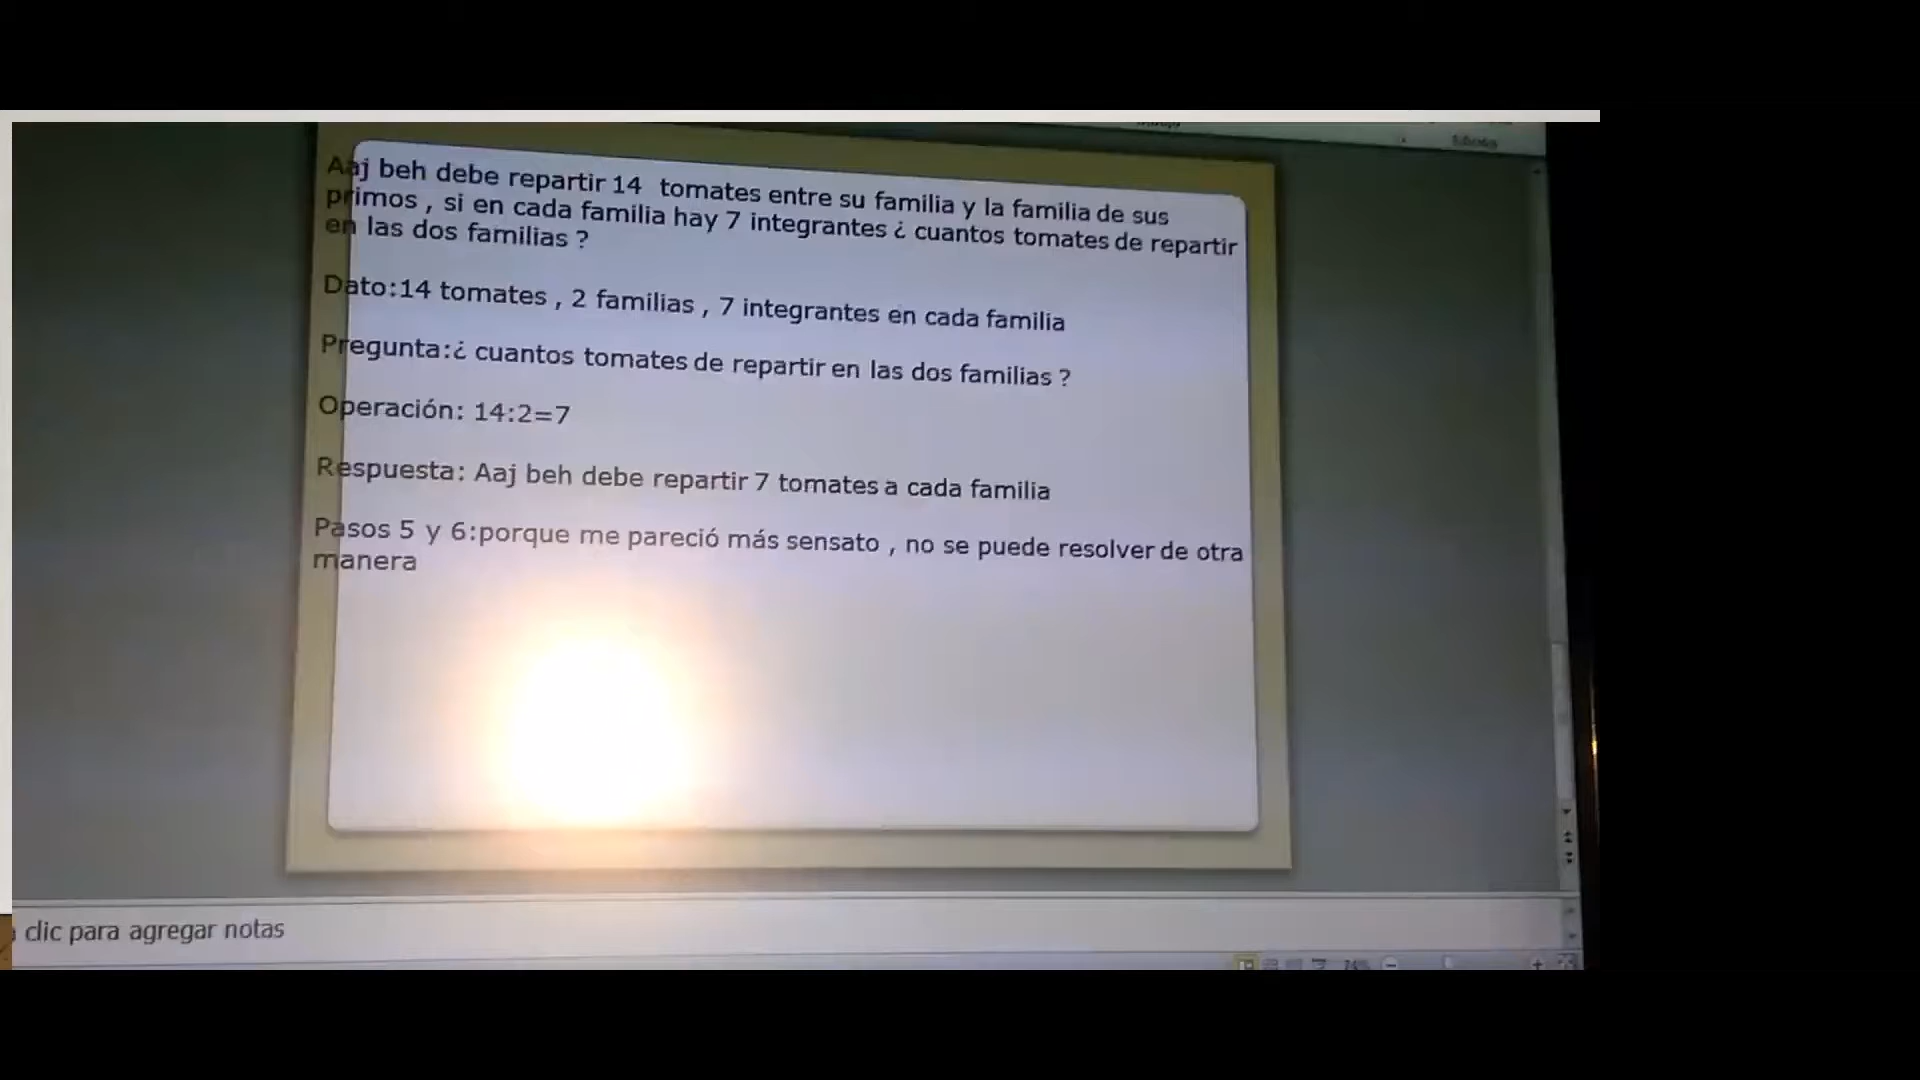 Aaj beh debe repartir 14 tomates entre su familia y la familia de sus
primos , si en cada familia hay 7 integrantes ¿ cuantos tomates de repartir
en las dos familias ?
Dato:14 tomates , 2 familias , 7 integrantes en cada familia
Pregunta:¿ cuantos tomates de repartir en las dos familias ?
Operación: 14:2=7
Respuesta: Aaj beh debe repartir 7 tomates a cada familia
Pasos 5 y 6:porque me pareció más sensato , no se puede resolver de otra
manera
clic para agregar notas